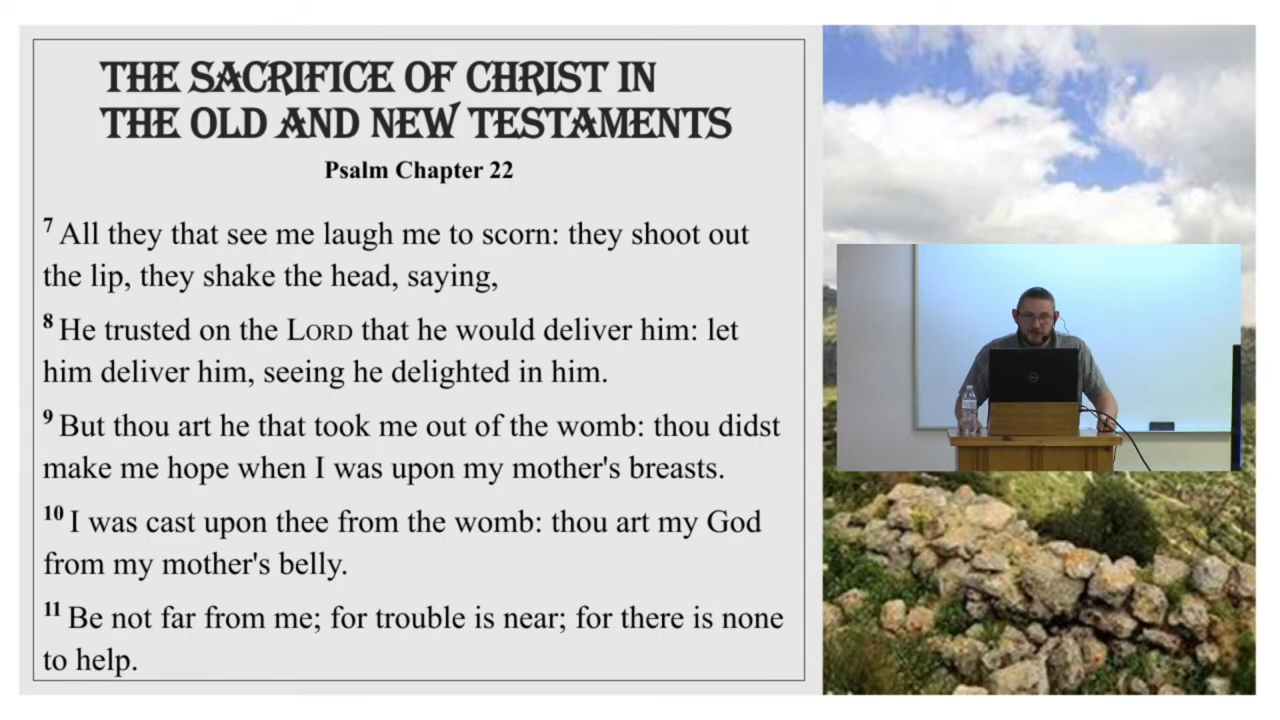 THE SACRIFICE OF CHRIST IN
THE OLD AND NEW TESTAMENTS
Psalm Chapter 22
7 All they that see me laugh me to scorn: they shoot out
the lip, they shake the head, saying,
8 He trusted on the LORD that he would deliver him: let
him deliver him, seeing he delighted in him.
9 But thou art he that took me out of the womb: thou didst
make me hope when I was upon my mother's breasts.
10 I was cast upon thee from the womb: thou art my God
from my mother's belly.
11 Be not far from me; for trouble is near; for there is none
to help.